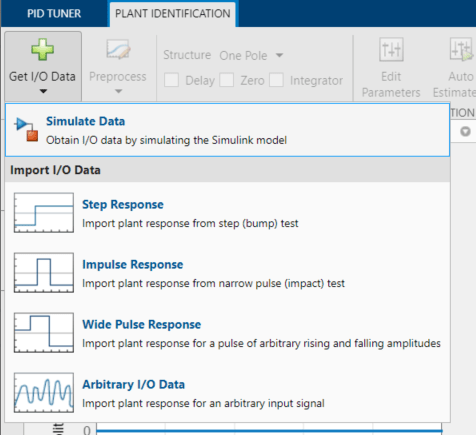 PID TUNER
PLANT IDENTIFICATION
Get I/O Data
Preprocess
Structure One Pole
Delay Zero Integrator
Edit
Parameters
Auto
Estimate
TION
Simulate Data
Obtain I/O data by simulating the Simulink model
Import I/O Data
Step Response
Import plant response from step (bump) test
Impulse Response
Import plant response from narrow pulse (impact) test
Wide Pulse Response
Import plant response for a pulse of arbitrary rising and falling amplitudes
Arbitrary I/O Data
Import plant response for an arbitrary input signal
0